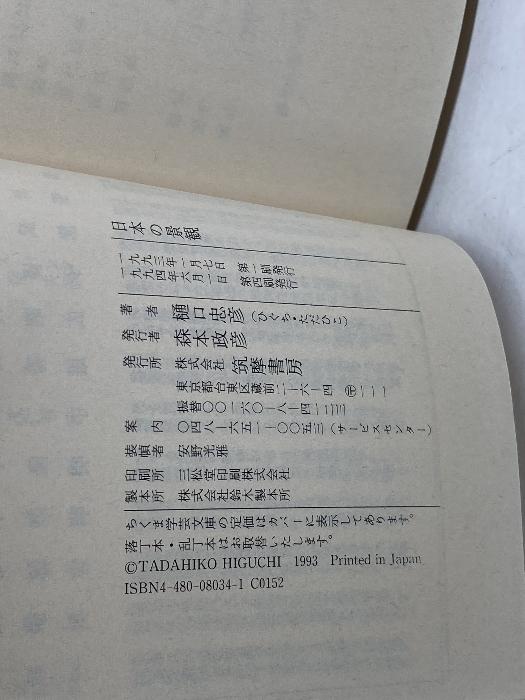 日本の景観
一九九三年一月七日 第一刷発行
一九九四年六月一日 第四刷発行
著者 樋口忠彦(ひぐち・ただひこ)
発行者 森本政彦
発行所 株式会社 筑摩書房
東京都台東区蔵前二―六―四 〒一一一
振替〇〇一六〇―八―四一二三
案内 〇四八―六五一―〇〇五三(サービスセンター)
装幀者 安野光雅
印刷所 三松堂印刷株式会社
製本所 株式会社鈴木製本所
ちくま学芸文庫の定価はカバーに表示してあります。
落丁本・乱丁本はお取替いたします。
©TADAHIKO HIGUCHI 1993 Printed in Japan
ISBN4-480-08034-1 C0152